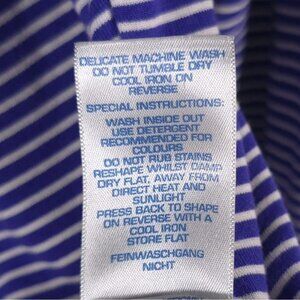 DELICATE MACHINE WASH
DO NOT TUMBLE DRY
COOL IRON ON
REVERSE
SPECIAL INSTRUCTIONS:
WASH INSIDE OUT
USE DETERGENT
RECOMMENDED FOR
COLOURS
DO NOT RUB STAINS
RESHAPE WHILST DAMP
DRY FLAT, AWAY FROM
DIRECT HEAT AND
SUNLIGHT
PRESS BACK TO SHAPE
ON REVERSE WITH A
COOL IRON
STORE FLAT
FEINWASCHGANG
NICHT